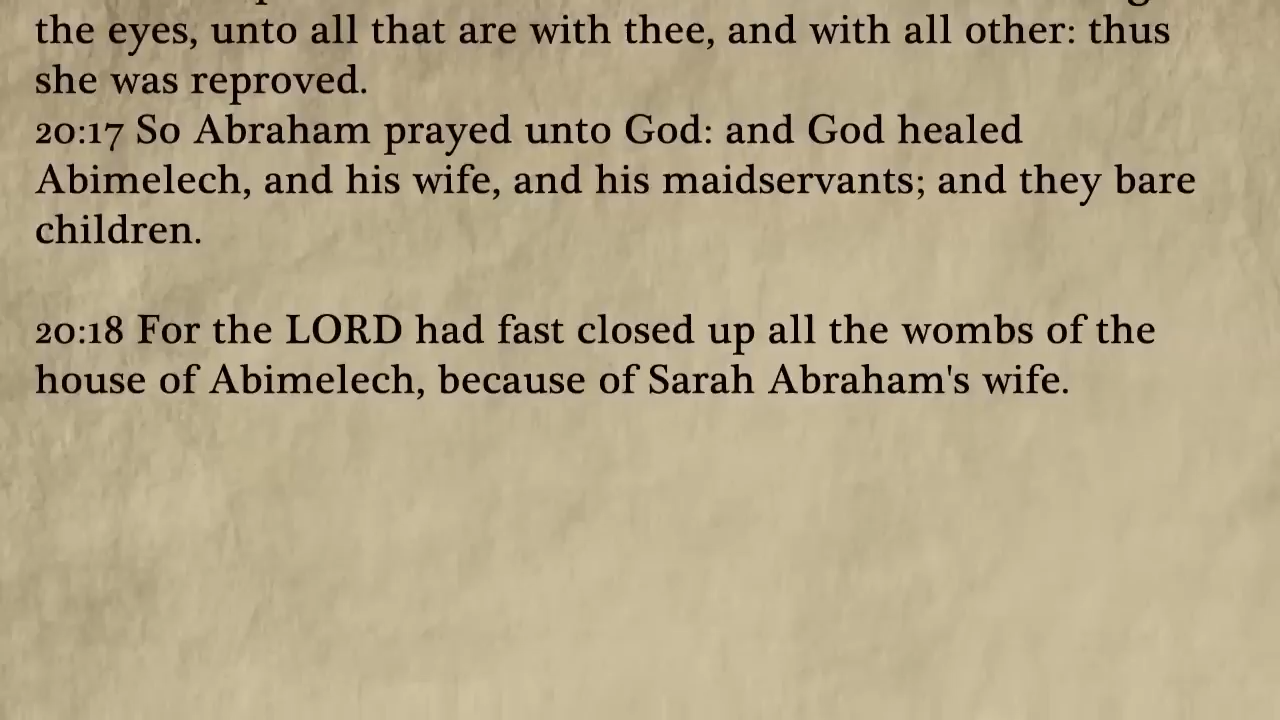 the eyes, unto all that are with thee, and with all other: thus
she was reproved.
20:17 So Abraham prayed unto God: and God healed
Abimelech, and his wife, and his maidservants; and they bare
children.
20:18 For the LORD had fast closed up all the wombs of the
house of Abimelech, because of Sarah Abraham's wife.